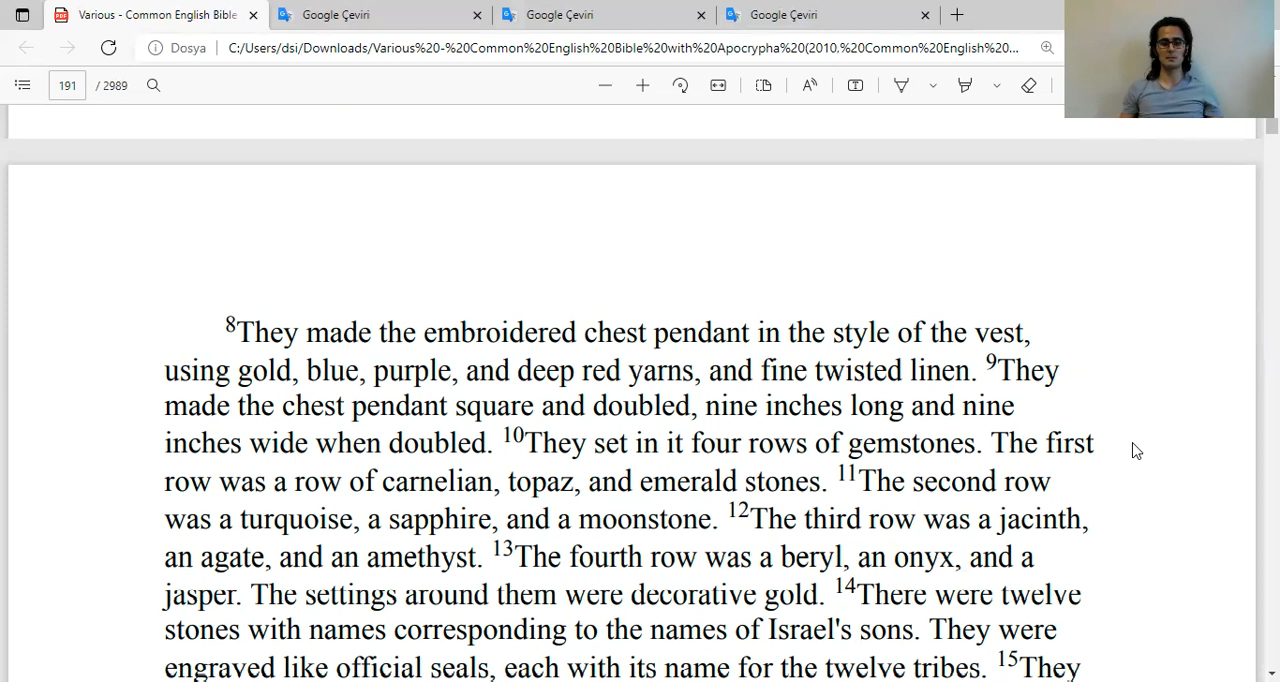 Various - Common English Bible
Google Çeviri
Google Çeviri
Google Çeviri
Dosya
C:/Users/dsi/Downloads/Various%20-%20Common%20English%20Bible%20with%20Apocrypha%20(2010.%20Common%20English%20...
191 / 2989
8They made the embroidered chest pendant in the style of the vest,
using gold, blue, purple, and deep red yarns, and fine twisted linen. 9They
made the chest pendant square and doubled, nine inches long and nine
inches wide when doubled. 10They set in it four rows of gemstones. The first
row was a row of carnelian, topaz, and emerald stones. 11The second row
was a turquoise, a sapphire, and a moonstone. 12The third row was a jacinth,
an agate, and an amethyst. 13The fourth row was a beryl, an onyx, and a
jasper. The settings around them were decorative gold. 14There were twelve
stones with names corresponding to the names of Israel's sons. They were
engraved like official seals, each with its name for the twelve tribes. 15They